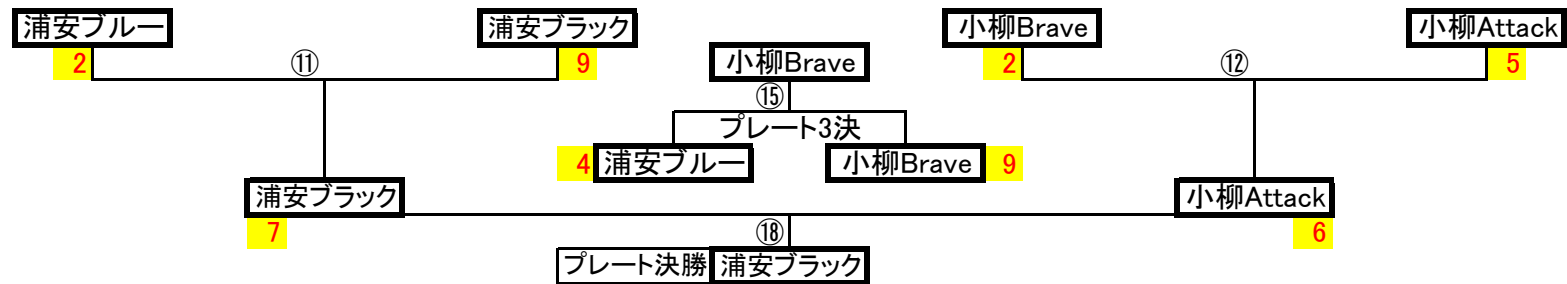 浦安ブルー 浦安ブラック 小柳Brave 小柳Attack
2 ⑪ 9 小柳Brave 2 ⑫ 5
⑮
プレート3決
4 浦安ブルー 小柳Brave 9
浦安ブラック 小柳Attack
7 ⑱ 6
プレート決勝 浦安ブラック